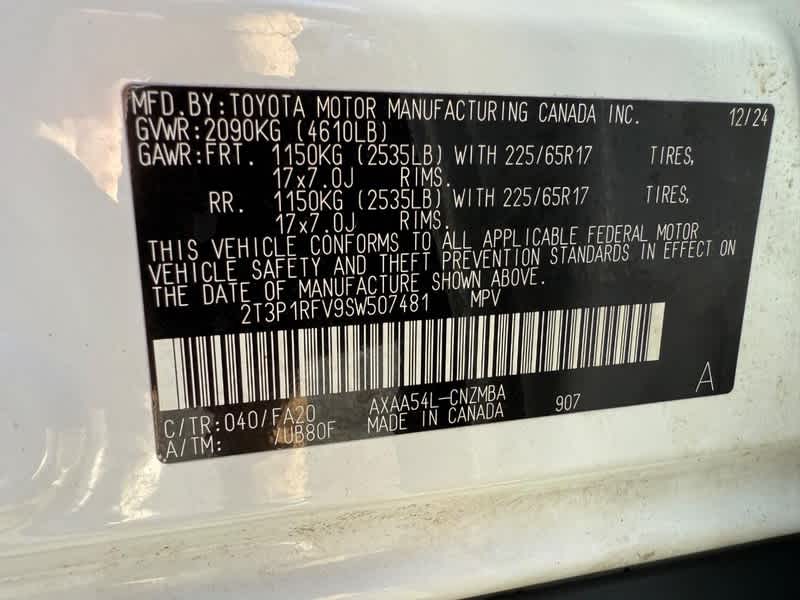 MFD.BY:TOYOTA MOTOR MANUFACTURING CANADA INC. 12/24
GVWR:2090KG (4610LB)
GAWR:FRT. 1150KG (2535LB) WITH 225/65R17 TIRES,
17x7.0J RIMS.
RR. 1150KG (2535LB) WITH 225/65R17 TIRES,
17x7.0J RIMS.
THIS VEHICLE CONFORMS TO ALL APPLICABLE FEDERAL MOTOR
VEHICLE SAFETY AND THEFT PREVENTION STANDARDS IN EFFECT ON
THE DATE OF MANUFACTURE SHOWN ABOVE.
2T3P1RFV9SW507481 MPV
C/TR:040/FA20 AXAA54L-CNZMBA 907 A
A/TM: /UB80F MADE IN CANADA